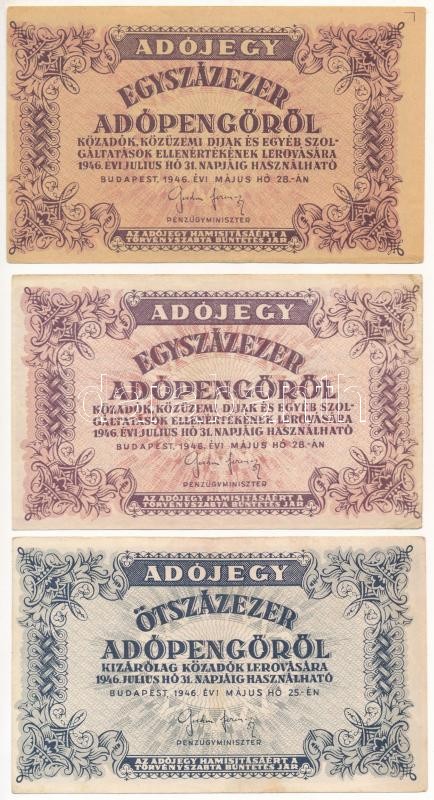 ADÓJEGY
EGYSZÁZEZER
ADÓPENGŐRŐL
KÖZADÓK, KÖZÜZEMI DIJAK ÉS EGYÉB SZOL-
GÁLTATÁSOK ELLENÉRTÉKÉNEK LEROVÁSÁRA
1946. ÉVI JULIUS HÓ 31. NAPJÁIG HASZNÁLHATÓ
BUDAPEST, 1946. ÉVI MÁJUS HÓ 28.-ÁN
PÉNZÜGYMINISZTER
AZ ADÓJEGY HAMISITÁSÁÉRT A
TÖRVÉNYSZABTA BÜNTETÉS JÁR
ADÓJEGY
EGYSZÁZEZER
ADÓPENGŐRŐL
KÖZADÓK, KÖZÜZEMI DIJAK ÉS EGYÉB SZOL-
GÁLTATÁSOK ELLENÉRTÉKÉNEK LEROVÁSÁRA
1946. ÉVI JULIUS HÓ 31. NAPJÁIG HASZNÁLHATÓ
BUDAPEST, 1946. ÉVI MÁJUS HÓ 28.-ÁN
PÉNZÜGYMINISZTER
AZ ADÓJEGY HAMISITÁSÁÉRT A
TÖRVÉNYSZABTA BÜNTETÉS JÁR
ADÓJEGY
ÖTSZÁZEZER
ADÓPENGŐRŐL
KIZÁRÓLAG KÖZADÓK LEROVÁSÁRA
1946. JULIUS HÓ 31. NAPJÁIG HASZNÁLHATÓ
BUDAPEST, 1946. ÉVI MÁJUS HÓ 25-ÉN
PÉNZÜGYMINISZTER
AZ ADÓJEGY HAMISITÁSÁÉRT A
TÖRVÉNYSZABTA BÜNTETÉS JÁR